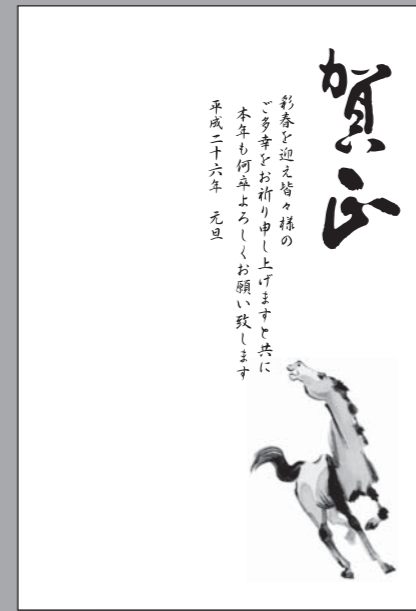 賀正
彩春を迎え皆々様の
ご多幸をお祈り申し上げますと共に
本年も何卒よろしくお願い致します
平成二十六年 元旦